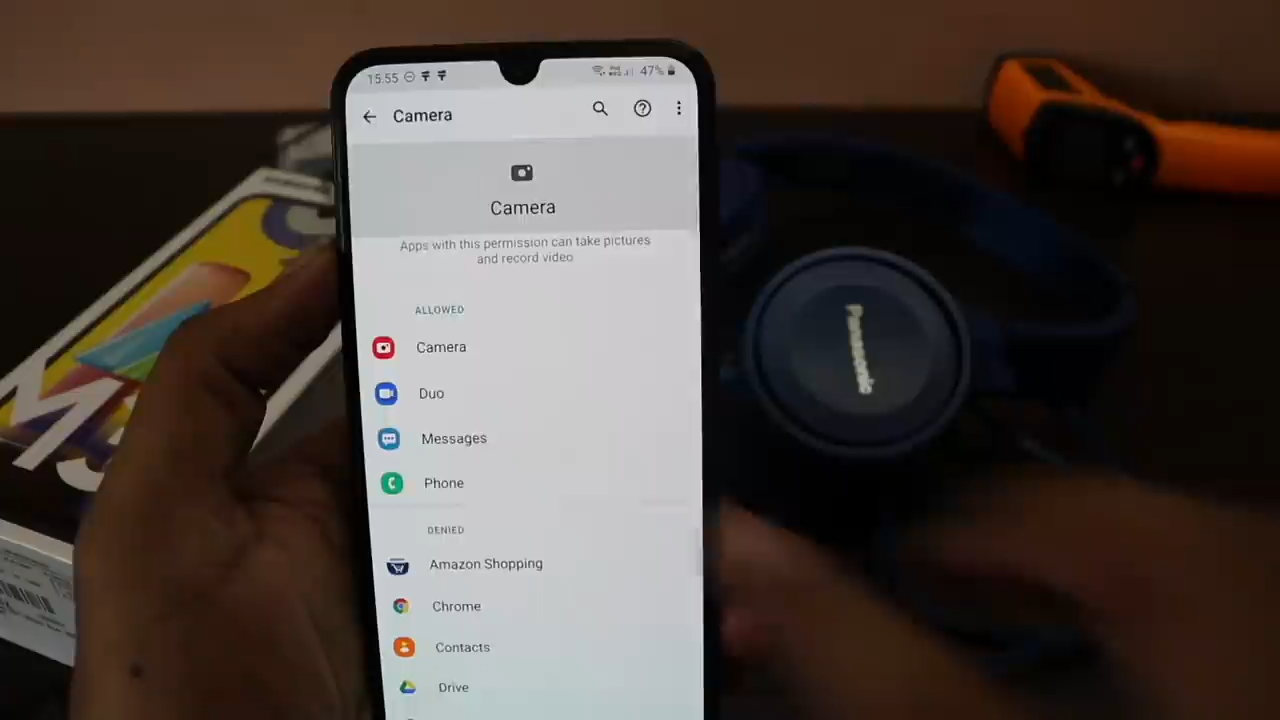 15.55
47%
Camera
Camera
Apps with this permission can take pictures
and record video
ALLOWED
Camera
Duo
Messages
Phone
DENIED
Amazon Shopping
Chrome
Contacts
Drive
Panasonic